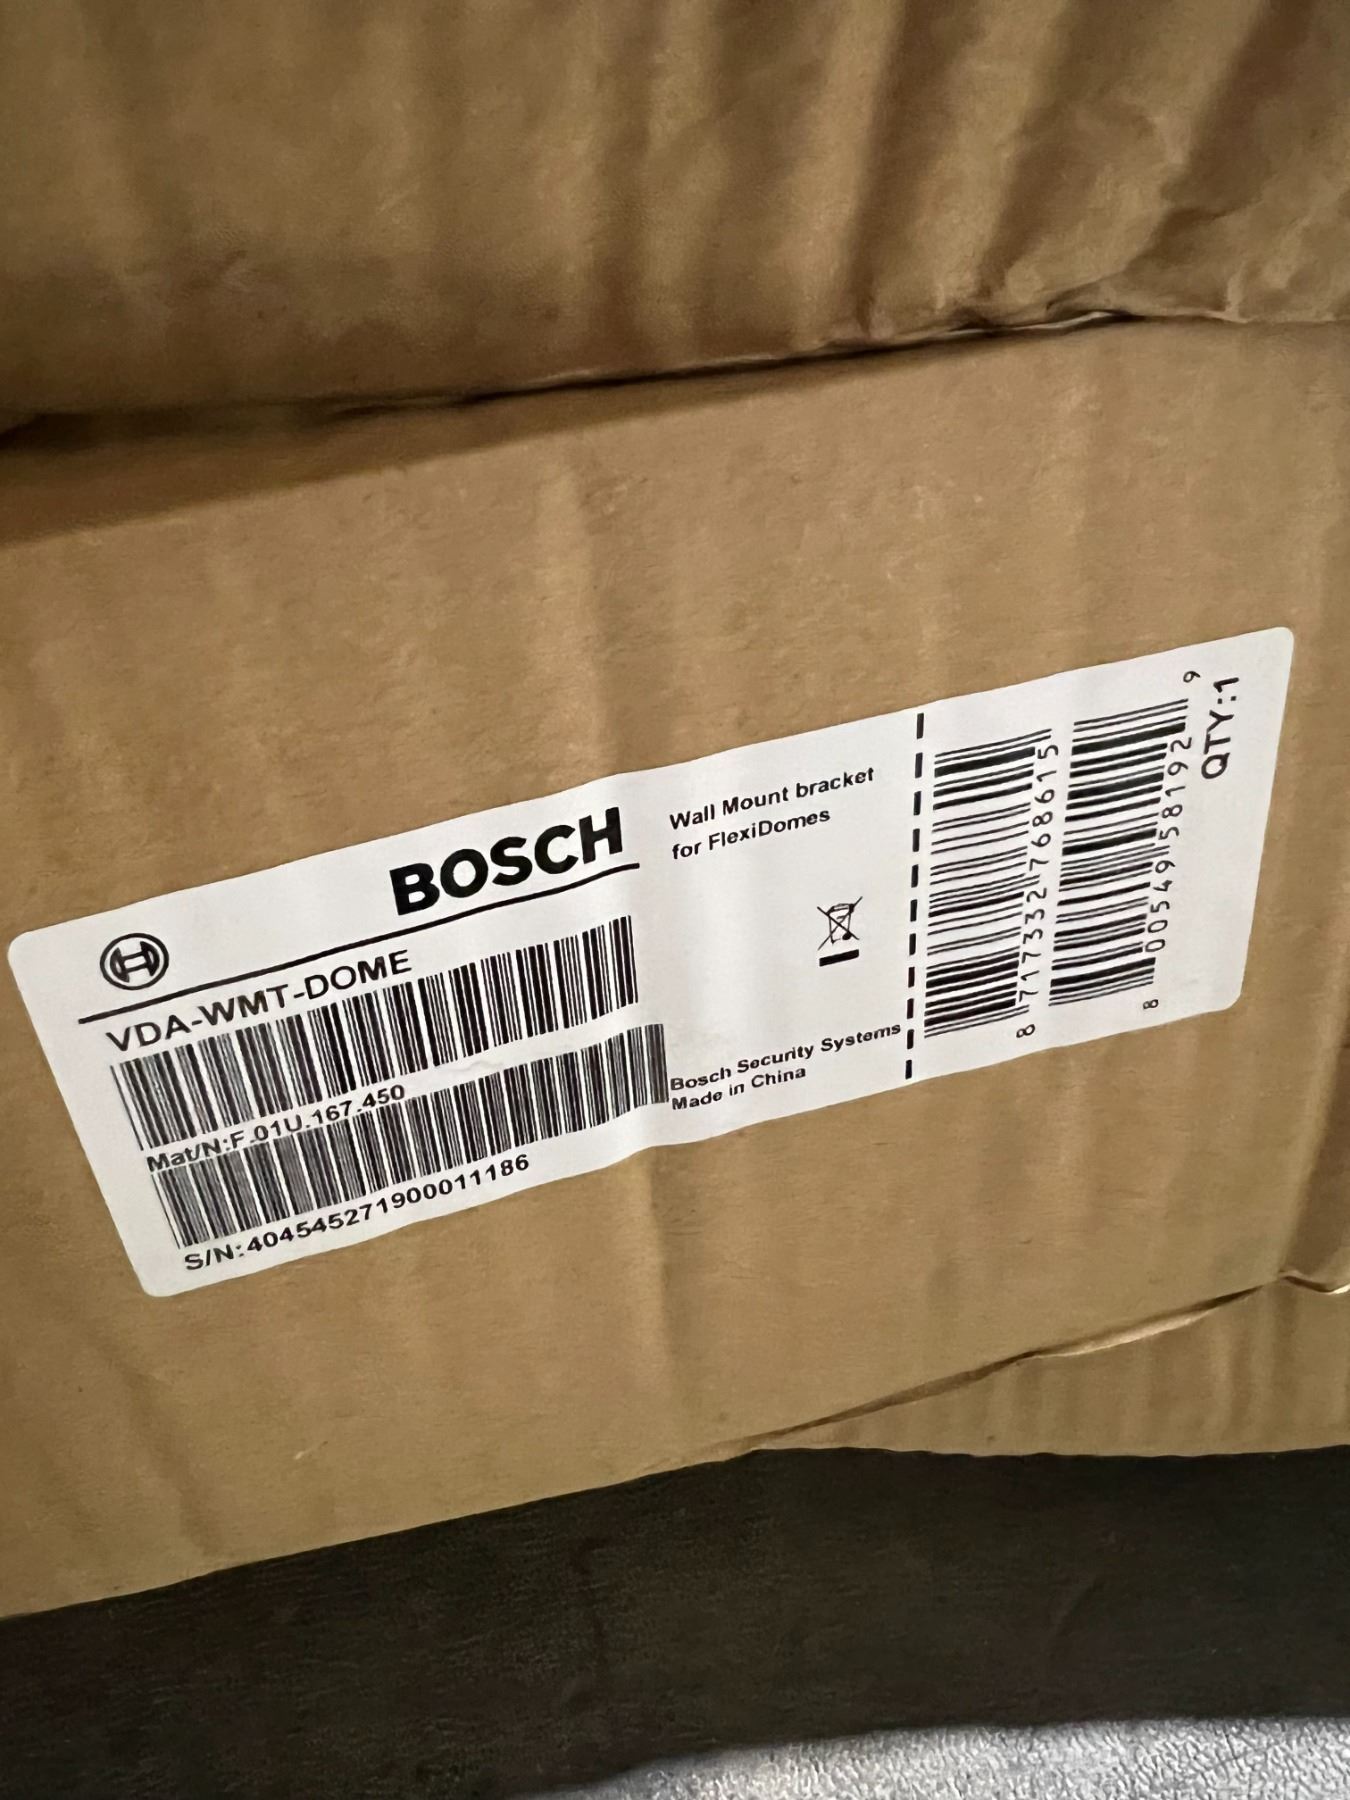 BOSCH
VDA-WMT-DOME
Mat/N:F.01U.167.450
S/N:404545271900011186
Wall Mount bracket
for FlexiDomes
Bosch Security Systems
Made in China
8 717332 768615
8 00549 58192 9
QTY:1